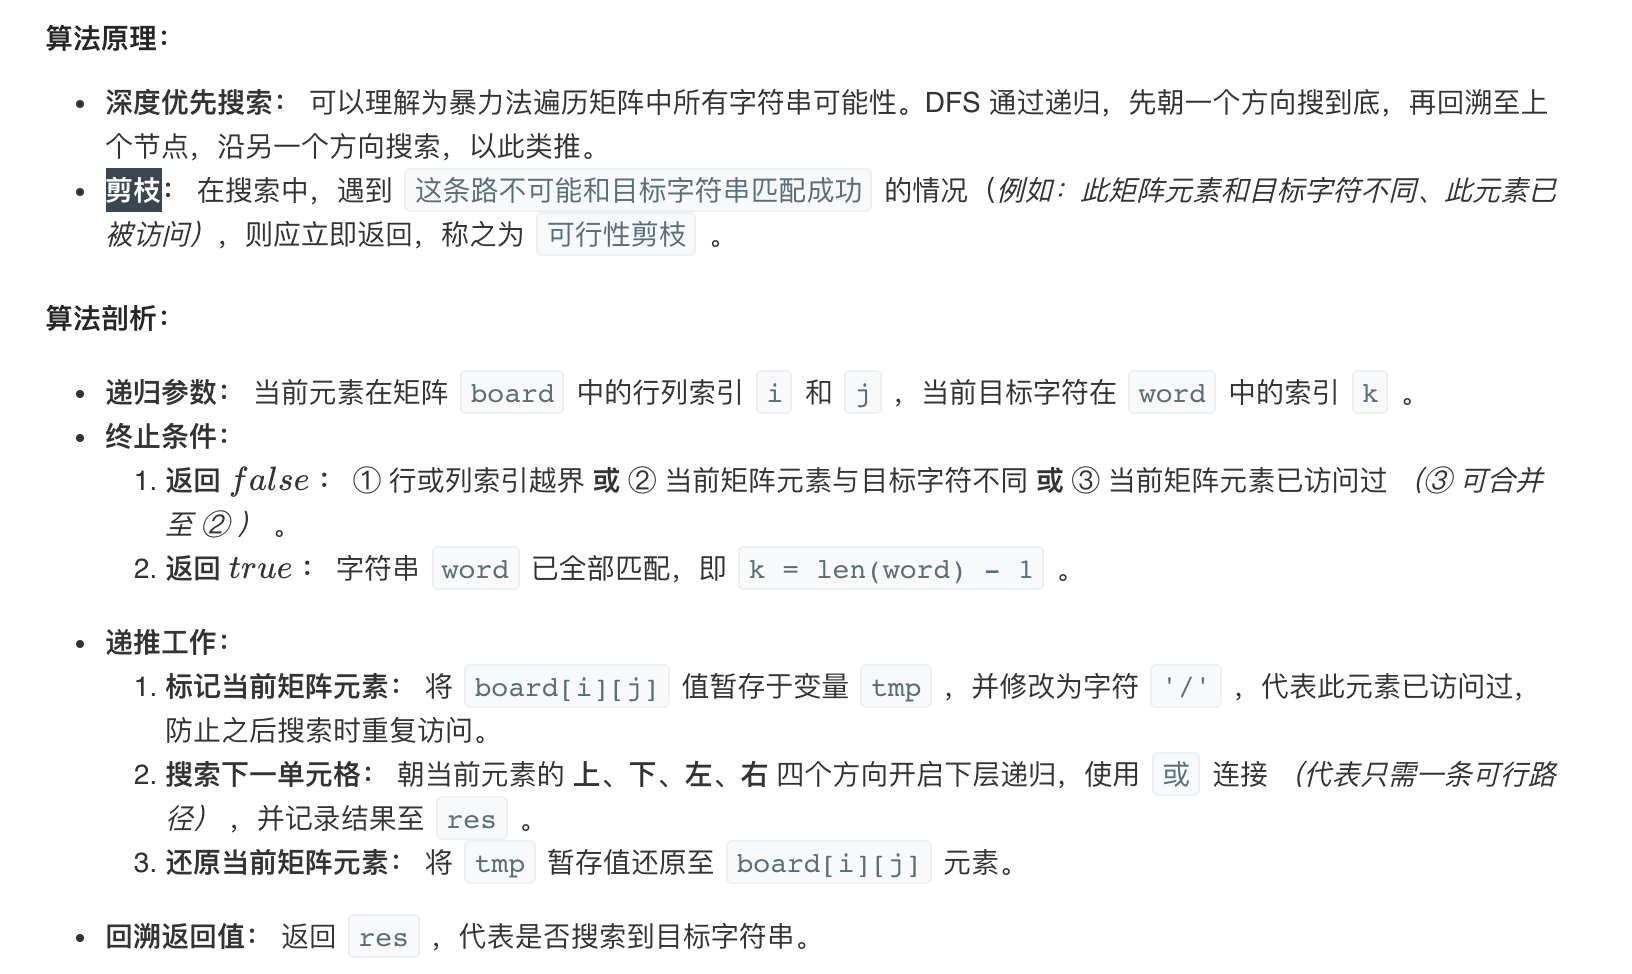 算法原理：
• 深度优先搜索： 可以理解为暴力法遍历矩阵中所有字符串可能性。DFS 通过递归，先朝一个方向搜到底，再回溯至上
个节点，沿另一个方向搜索，以此类推。
• 剪枝： 在搜索中，遇到 这条路不可能和目标字符串匹配成功 的情况（例如：此矩阵元素和目标字符不同、此元素已
被访问），则应立即返回，称之为 可行性剪枝 。
算法剖析：
• 递归参数： 当前元素在矩阵 board 中的行列索引 i 和 j ，当前目标字符在 word 中的索引 k 。
• 终止条件：
1. 返回 false： ① 行或列索引越界 或 ② 当前矩阵元素与目标字符不同 或 ③ 当前矩阵元素已访问过 （③ 可合并
至 ② ） 。
2. 返回 true： 字符串 word 已全部匹配，即 k = len(word) - 1 。
• 递推工作：
1. 标记当前矩阵元素： 将 board[i][j] 值暂存于变量 tmp ，并修改为字符 '/' ，代表此元素已访问过，
防止之后搜索时重复访问。
2. 搜索下一单元格： 朝当前元素的 上、下、左、右 四个方向开启下层递归，使用 或 连接 （代表只需一条可行路
径） ，并记录结果至 res 。
3. 还原当前矩阵元素： 将 tmp 暂存值还原至 board[i][j] 元素。
• 回溯返回值： 返回 res ，代表是否搜索到目标字符串。